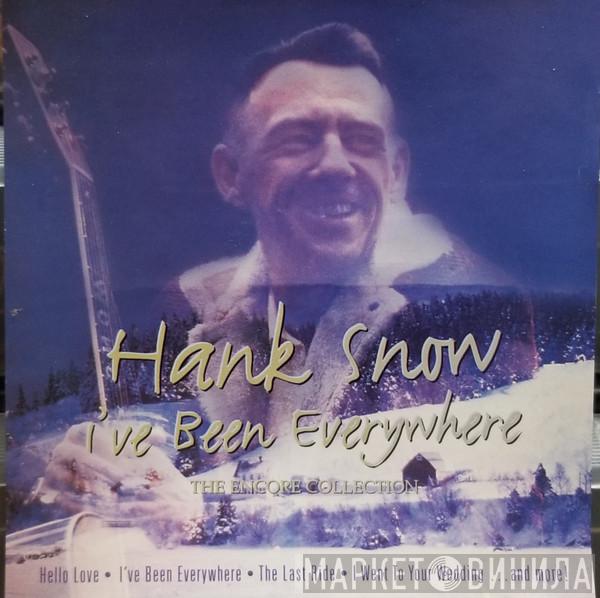 Hank Snow
I've Been Everywhere
THE ENCORE COLLECTION
Hello Love • I've Been Everywhere • The Last Ride • I Went To Your Wedding ... and more!
МАРКЕТ ВИНИЛА